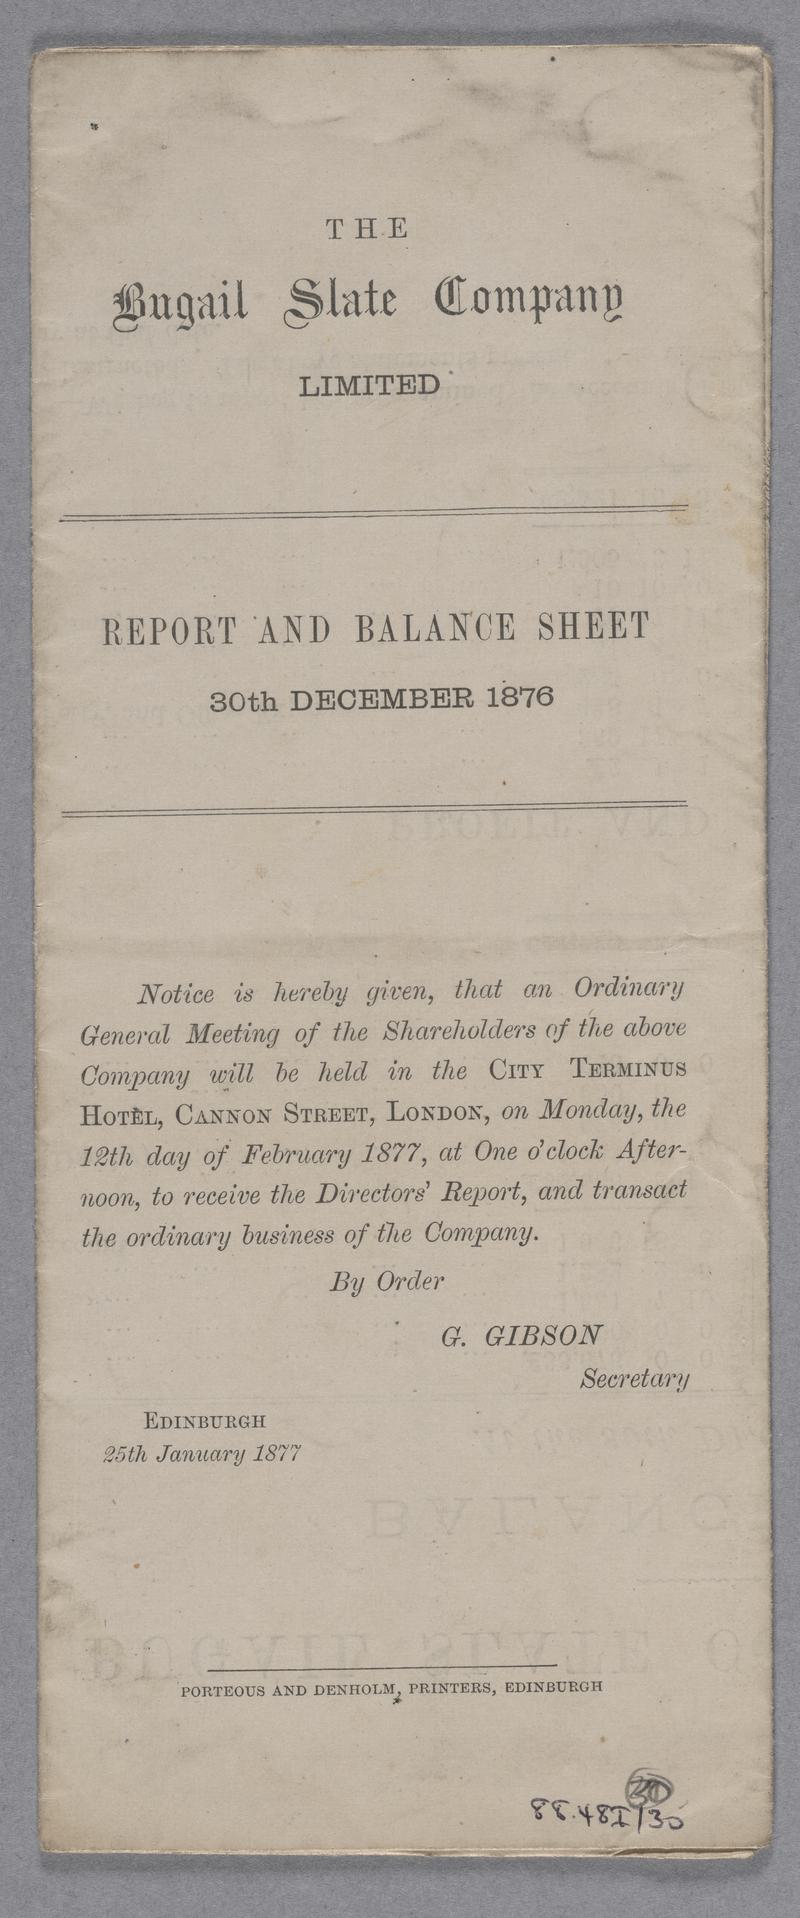 THE
Bugail Slate Company
LIMITED
REPORT AND BALANCE SHEET
30th DECEMBER 1876
Notice is hereby given, that an Ordinary
General Meeting of the Shareholders of the above
Company will be held in the CITY TERMINUS
HOTEL, CANNON STREET, LONDON, on Monday, the
12th day of February 1877, at One o'clock After-
noon, to receive the Directors' Report, and transact
the ordinary business of the Company.
By Order
G. GIBSON
Secretary
EDINBURGH
25th January 1877
PORTEOUS AND DENHOLM, PRINTERS, EDINBURGH
30
88.48I/30